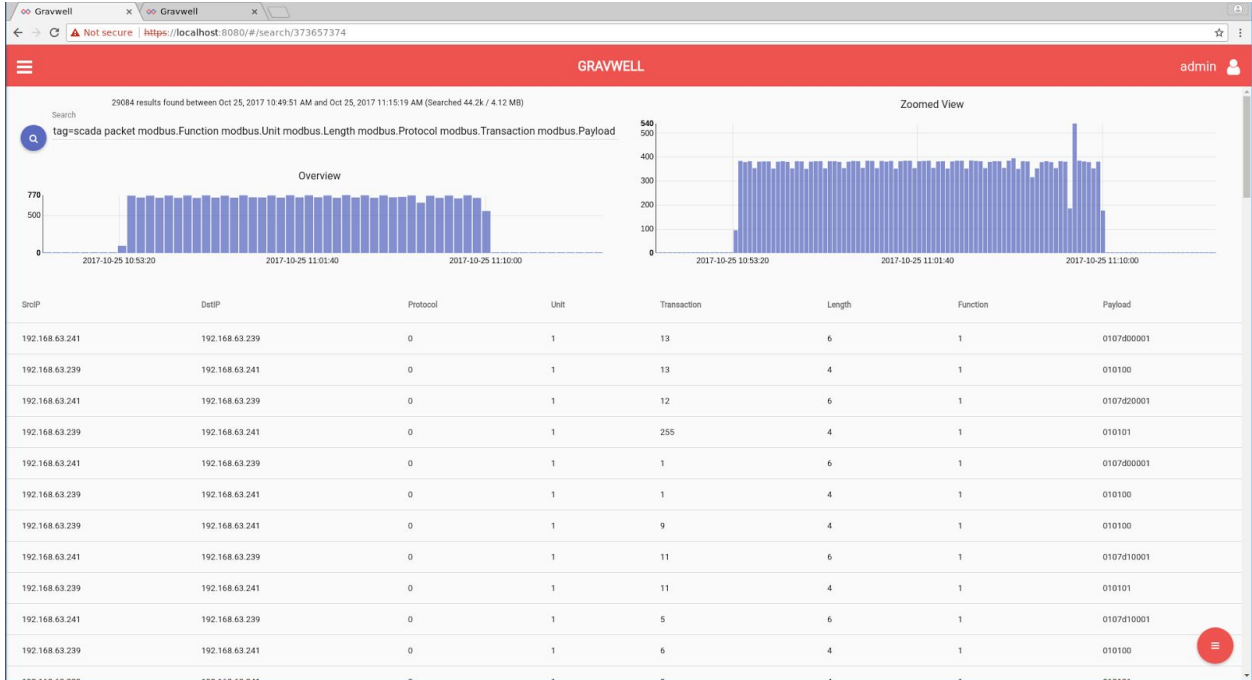 Gravwell
Gravwell
Not secure | https://localhost:8080/#/search/373657374
GRAVWELL
admin
29084 results found between Oct 25, 2017 10:49:51 AM and Oct 25, 2017 11:15:19 AM (Searched 44.2k / 4.12 MB)
Search
tag=scada packet modbus.Function modbus.Unit modbus.Length modbus.Protocol modbus.Transaction modbus.Payload
Overview
770
500
0
2017-10-25 10:53:20 2017-10-25 11:01:40 2017-10-25 11:10:00
Zoomed View
540
500
400
300
200
100
0
2017-10-25 10:53:20 2017-10-25 11:01:40 2017-10-25 11:10:00
SrcIP DstIP Protocol Unit Transaction Length Function Payload
192.168.63.241 192.168.63.239 0 1 13 6 1 0107d00001
192.168.63.239 192.168.63.241 0 1 13 4 1 010100
192.168.63.241 192.168.63.239 0 1 12 6 1 0107d20001
192.168.63.239 192.168.63.241 0 1 255 4 1 010101
192.168.63.241 192.168.63.239 0 1 1 6 1 0107d00001
192.168.63.239 192.168.63.241 0 1 1 4 1 010100
192.168.63.239 192.168.63.241 0 1 9 4 1 010100
192.168.63.241 192.168.63.239 0 1 11 6 1 0107d10001
192.168.63.239 192.168.63.241 0 1 11 4 1 010101
192.168.63.241 192.168.63.239 0 1 5 6 1 0107d10001
192.168.63.239 192.168.63.241 0 1 6 4 1 010100